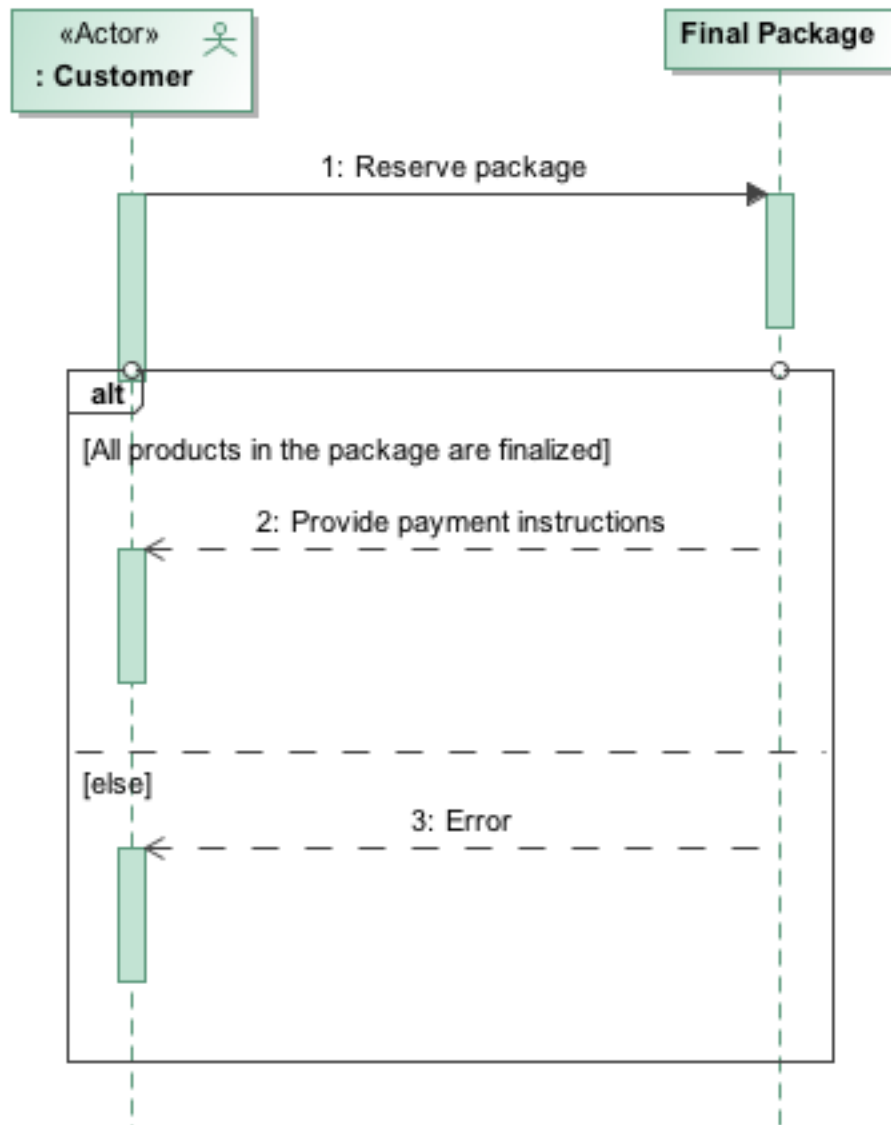 «Actor»
: Customer
Final Package
1: Reserve package
alt
[All products in the package are finalized]
2: Provide payment instructions
[else]
3: Error